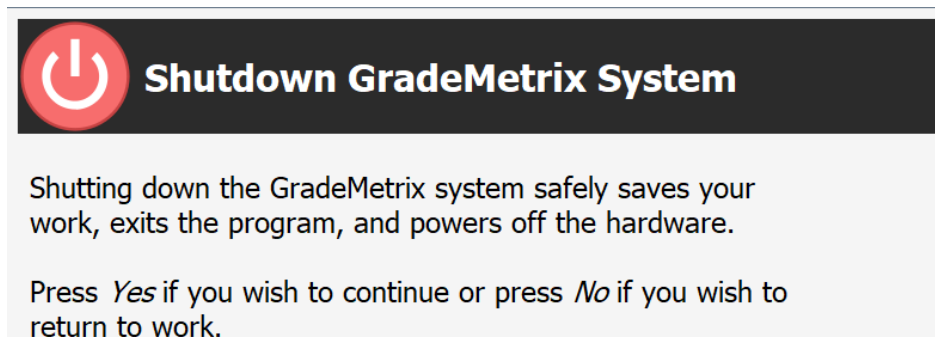 Shutdown GradeMetrix System
Shutting down the GradeMetrix system safely saves your
work, exits the program, and powers off the hardware.
Press Yes if you wish to continue or press No if you wish to
return to work.